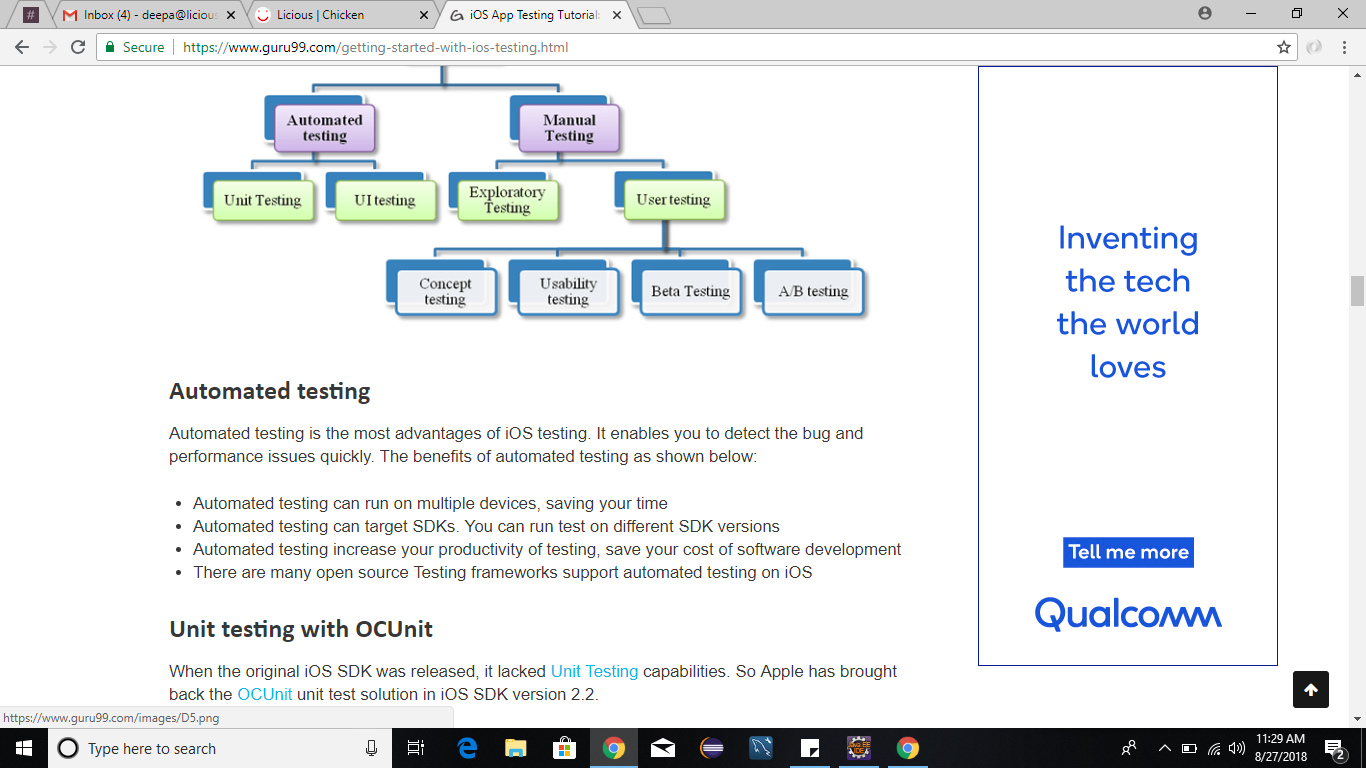 #
Inbox (4) - deepa@licious
Licious | Chicken
iOS App Testing Tutorial:
Secure
https://www.guru99.com/getting-started-with-ios-testing.html
Automated
testing
Manual
Testing
Unit Testing
UI testing
Exploratory
Testing
User testing
Concept
testing
Usability
testing
Beta Testing
A/B testing
Automated testing
Automated testing is the most advantages of iOS testing. It enables you to detect the bug and
performance issues quickly. The benefits of automated testing as shown below:
• Automated testing can run on multiple devices, saving your time
• Automated testing can target SDKs. You can run test on different SDK versions
• Automated testing increase your productivity of testing, save your cost of software development
• There are many open source Testing frameworks support automated testing on iOS
Unit testing with OCUnit
When the original iOS SDK was released, it lacked Unit Testing capabilities. So Apple has brought
back the OCUnit unit test solution in iOS SDK version 2.2.
Inventing
the tech
the world
loves
Tell me more
Qualcomm
https://www.guru99.com/images/D5.png
Type here to search
11:29 AM
8/27/2018
2